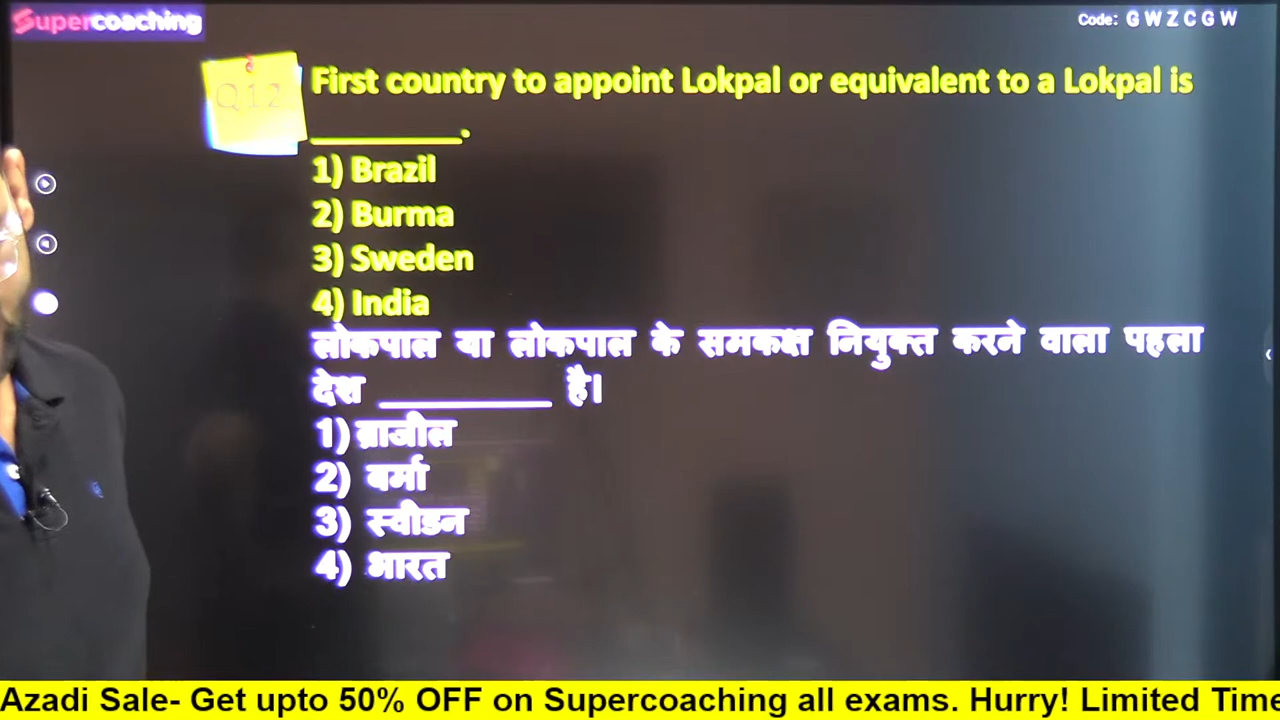 Supercoaching
Code: G W Z C G W
Q12
First country to appoint Lokpal or equivalent to a Lokpal is
__________.
1) Brazil
2) Burma
3) Sweden
4) India
लोकपाल या लोकपाल के समकक्ष नियुक्त करने वाला पहला
देश __________ है।
1) ब्राजील
2) बर्मा
3) स्वीडन
4) भारत
Azadi Sale- Get upto 50% OFF on Supercoaching all exams. Hurry! Limited Time